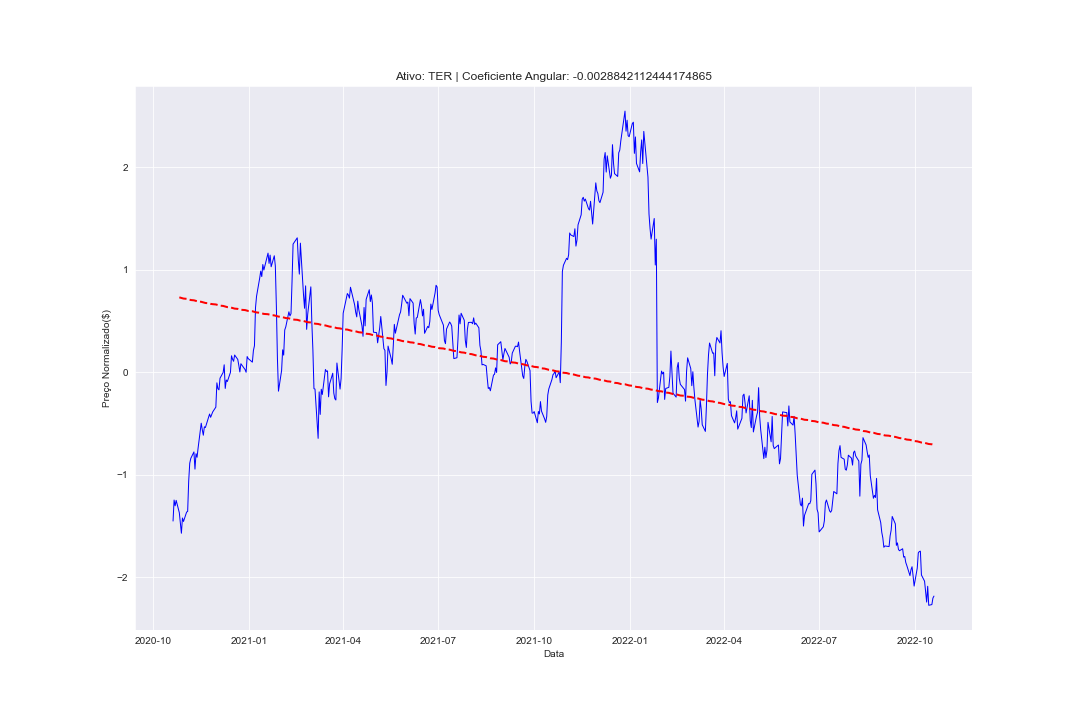 Ativo: TER | Coeficiente Angular: -0.0028842112444174865
Preço Normalizado($)
2
1
0
−1
−2
2020-10 2021-01 2021-04 2021-07 2021-10 2022-01 2022-04 2022-07 2022-10
Data